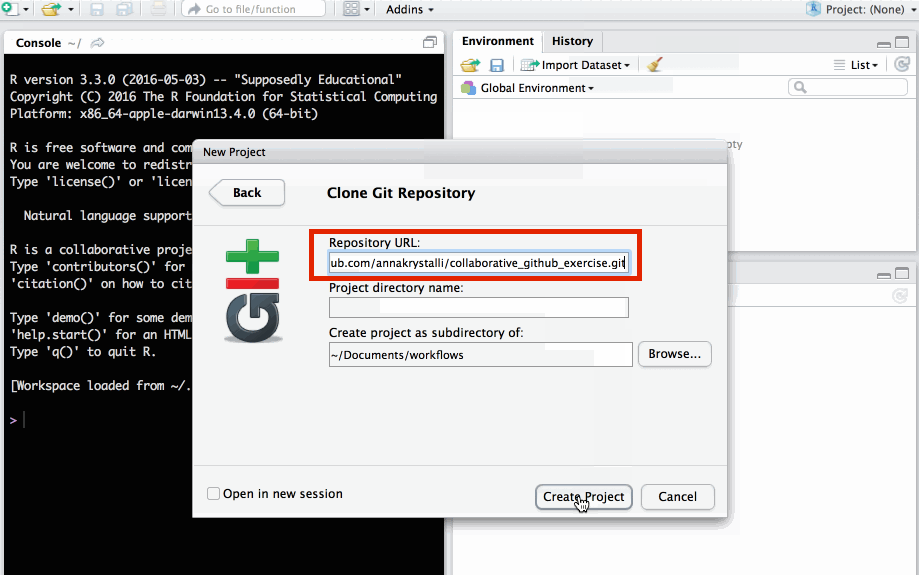 Go to file/function
Addins
Project: (None)
Console ~/
R version 3.3.0 (2016-05-03) -- "Supposedly Educational"
Copyright (C) 2016 The R Foundation for Statistical Computing
Platform: x86_64-apple-darwin13.4.0 (64-bit)
R is free software and com
You are welcome to redistr
Type 'license()' or 'licen
Natural language support
R is a collaborative proje
Type 'contributors()' for
'citation()' on how to cit
Type 'demo()' for some dem
'help.start()' for an HTML
Type 'q()' to quit R.
[Workspace loaded from ~/.
>
Environment
History
Import Dataset
List
Global Environment
pty
New Project
Back
Clone Git Repository
Repository URL:
ub.com/annakrystalli/collaborative_github_exercise.git
Project directory name:
Create project as subdirectory of:
~/Documents/workflows
Browse...
Open in new session
Create Project
Cancel